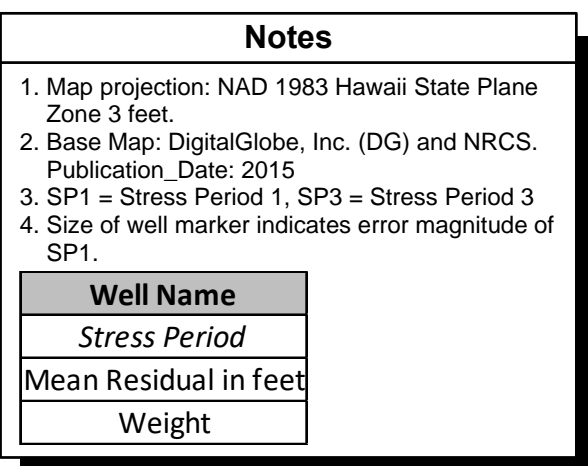 Notes
1. Map projection: NAD 1983 Hawaii State Plane
Zone 3 feet.
2. Base Map: DigitalGlobe, Inc. (DG) and NRCS.
Publication_Date: 2015
3. SP1 = Stress Period 1, SP3 = Stress Period 3
4. Size of well marker indicates error magnitude of
SP1.
Well Name
Stress Period
Mean Residual in feet
Weight